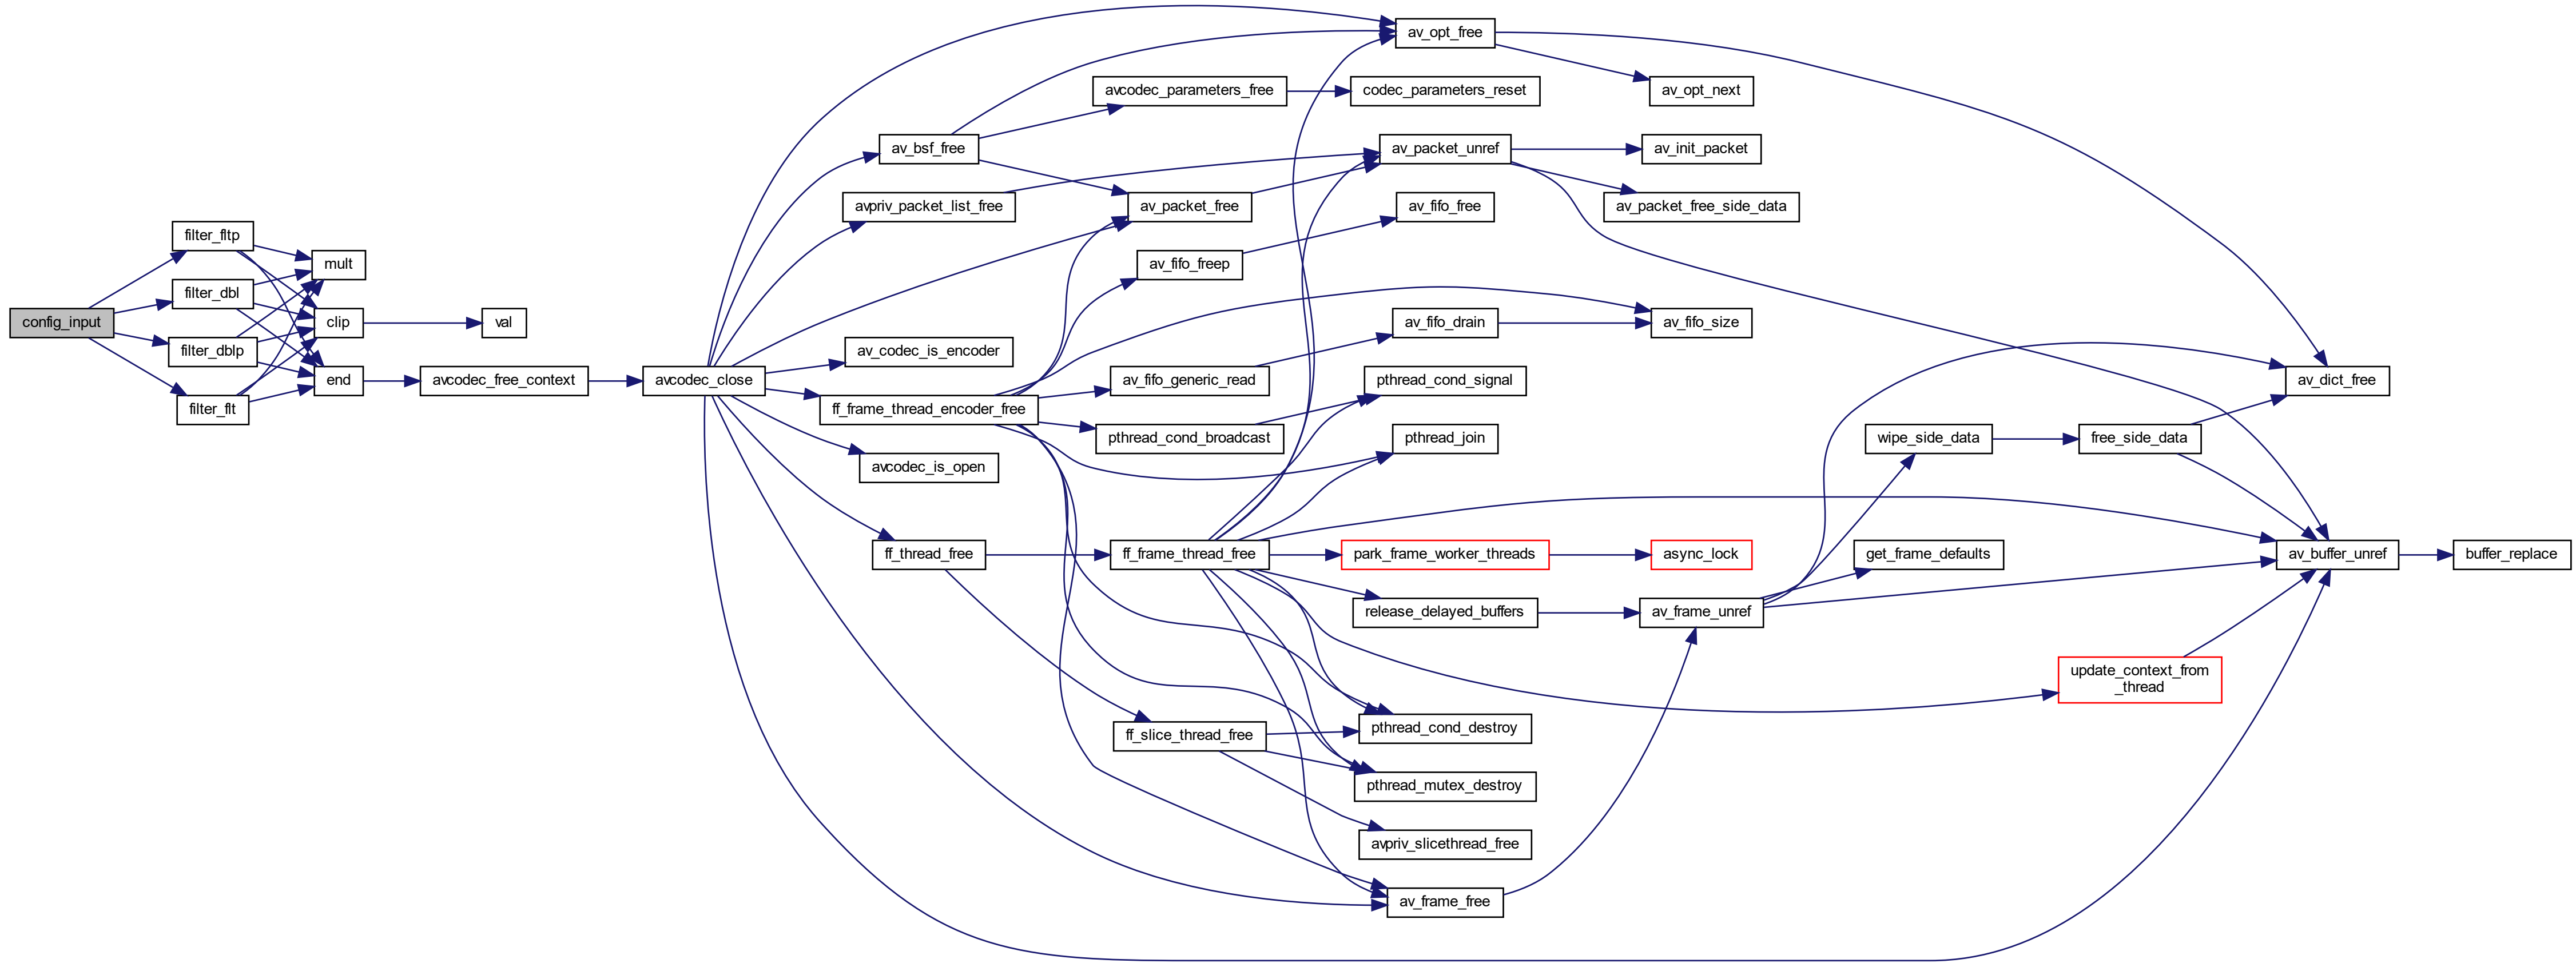 config_input
filter_fltp
filter_dbl
filter_dblp
filter_flt
mult
clip
end
val
avcodec_free_context
avcodec_close
av_bsf_free
avpriv_packet_list_free
av_codec_is_encoder
ff_frame_thread_encoder_free
avcodec_is_open
ff_thread_free
avcodec_parameters_free
av_packet_free
av_fifo_freep
av_fifo_generic_read
pthread_cond_broadcast
ff_frame_thread_free
ff_slice_thread_free
av_opt_free
codec_parameters_reset
av_packet_unref
av_fifo_free
av_fifo_drain
pthread_cond_signal
pthread_join
park_frame_worker_threads
release_delayed_buffers
pthread_cond_destroy
pthread_mutex_destroy
avpriv_slicethread_free
av_frame_free
av_opt_next
av_init_packet
av_packet_free_side_data
av_fifo_size
async_lock
av_frame_unref
wipe_side_data
get_frame_defaults
free_side_data
update_context_from
_thread
av_dict_free
av_buffer_unref
buffer_replace